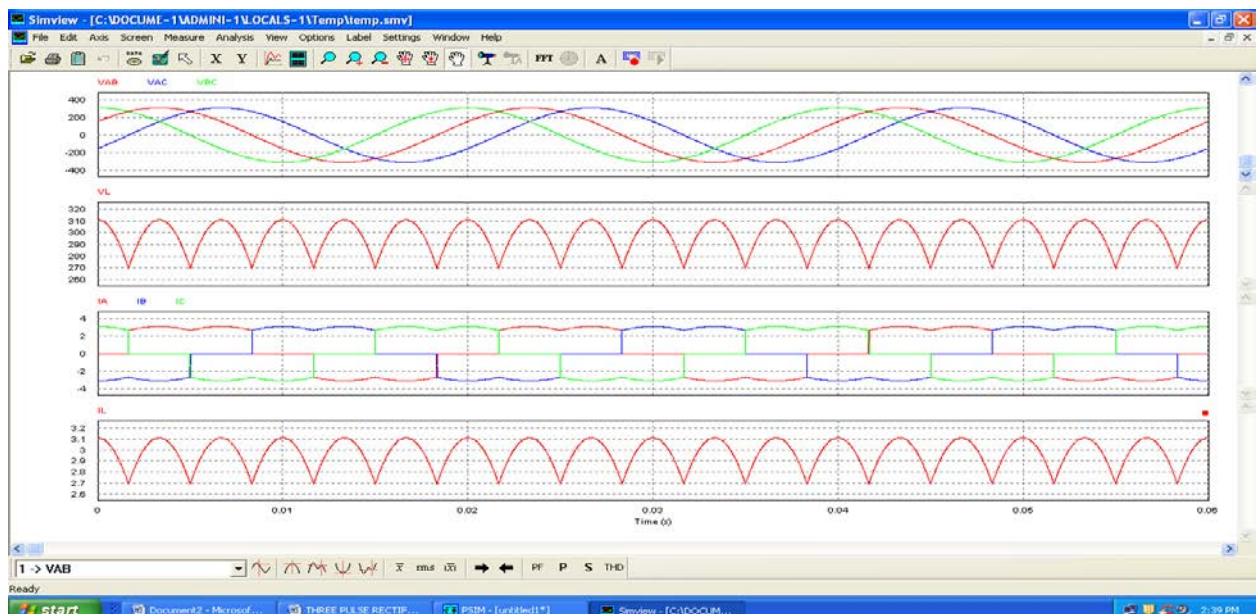 Simview - [C:\DOCUME~1\ADMINI~1\LOCALS~1\Temp\temp.smv]
File Edit Axis Screen Measure Analysis View Options Label Settings Window Help
X Y FFT A
VAB VAC VBC
400
200
0
-200
-400
VL
320
310
300
290
280
270
260
IA IB IC
4
2
0
-2
-4
IL
3.2
3.1
3
2.9
2.8
2.7
2.6
0 0.01 0.02 0.03 0.04 0.05 0.06
Time (s)
1 -> VAB x rms |x| PF P S THD
Ready
start Document2 - Microsof... THREE PULSE RECTIF... PSIM - [untitled1*] Simview - [C:\DOCUM... 2:39 PM